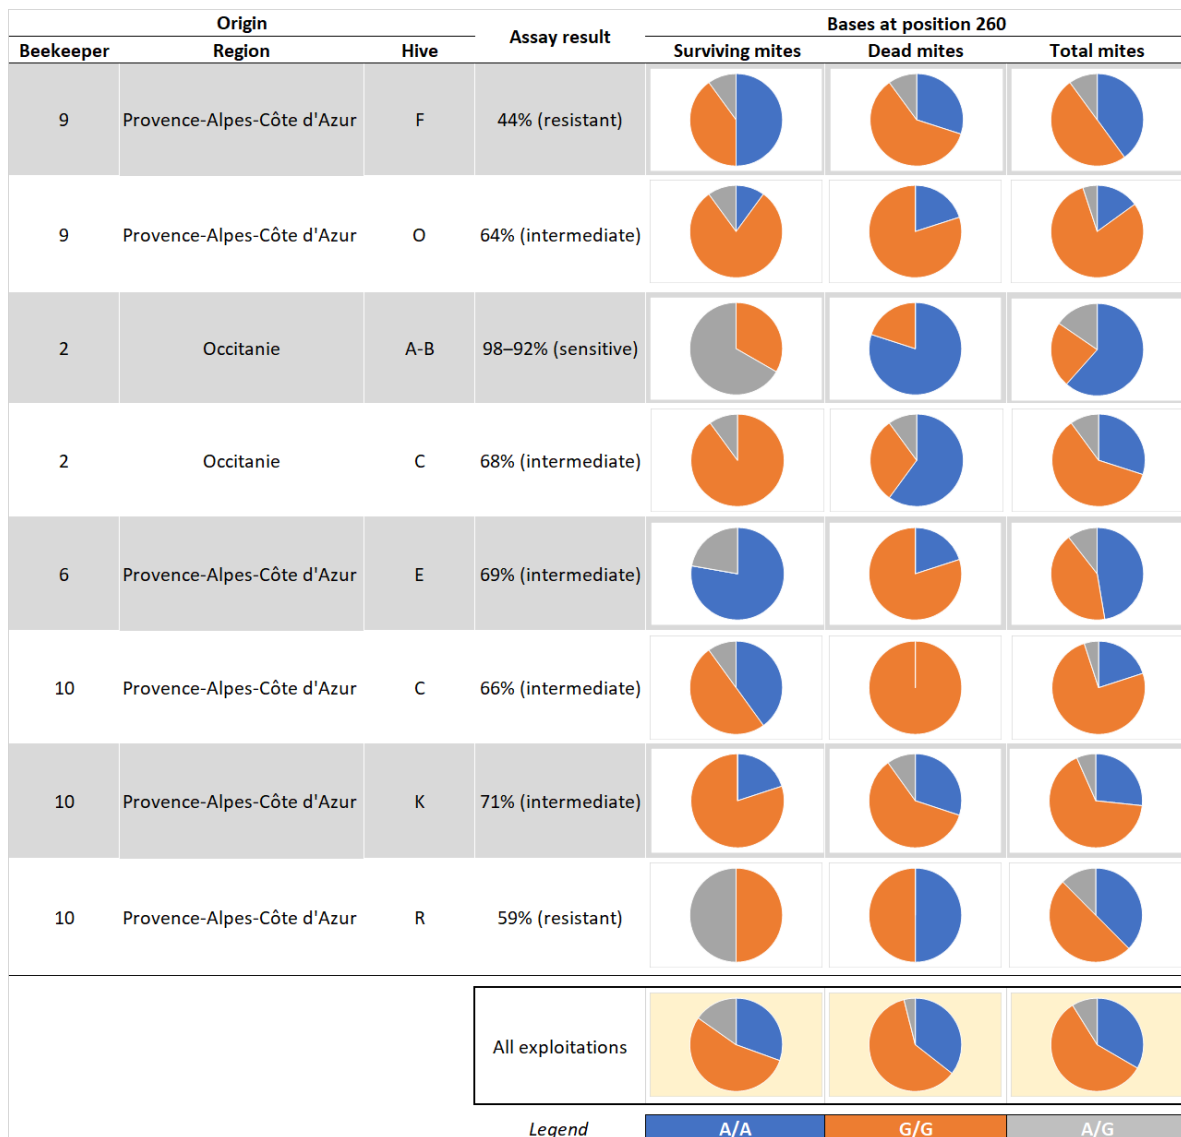 Origin
Assay result
Bases at position 260
Beekeeper Region Hive
Surviving mites Dead mites Total mites
9 Provence-Alpes-Côte d'Azur F 44% (resistant)
9 Provence-Alpes-Côte d'Azur O 64% (intermediate)
2 Occitanie A-B 98–92% (sensitive)
2 Occitanie C 68% (intermediate)
6 Provence-Alpes-Côte d'Azur E 69% (intermediate)
10 Provence-Alpes-Côte d'Azur C 66% (intermediate)
10 Provence-Alpes-Côte d'Azur K 71% (intermediate)
10 Provence-Alpes-Côte d'Azur R 59% (resistant)
All exploitations
Legend A/A G/G A/G